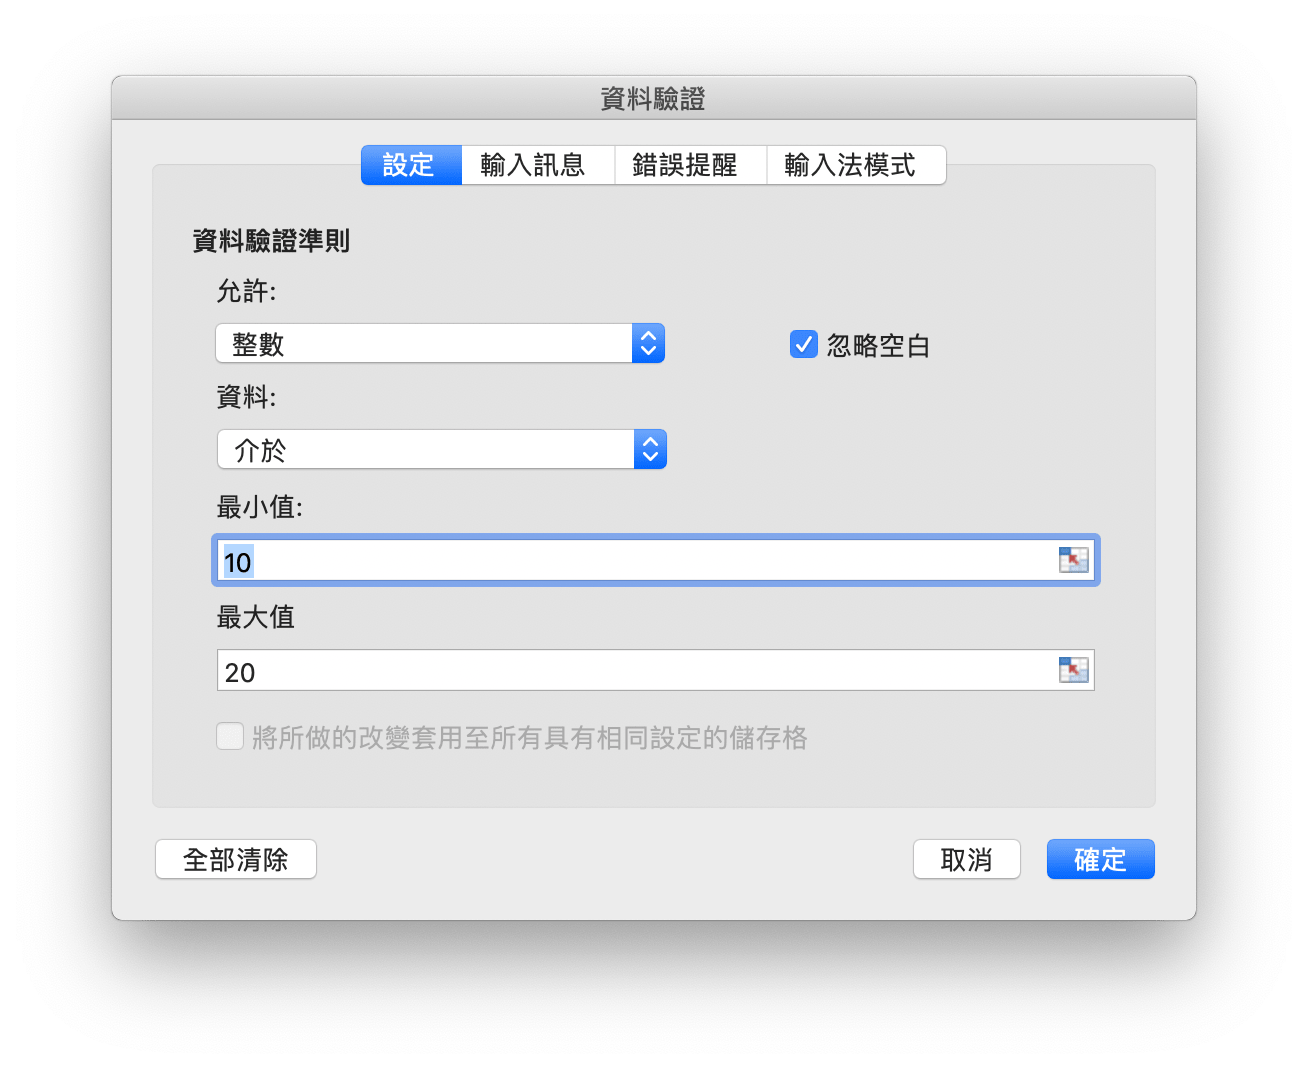 資料驗證
設定 輸入訊息 錯誤提醒 輸入法模式
資料驗證準則
允許:
整數 忽略空白
資料:
介於
最小值:
10
最大值
20
將所做的改變套用至所有具有相同設定的儲存格
全部清除 取消 確定